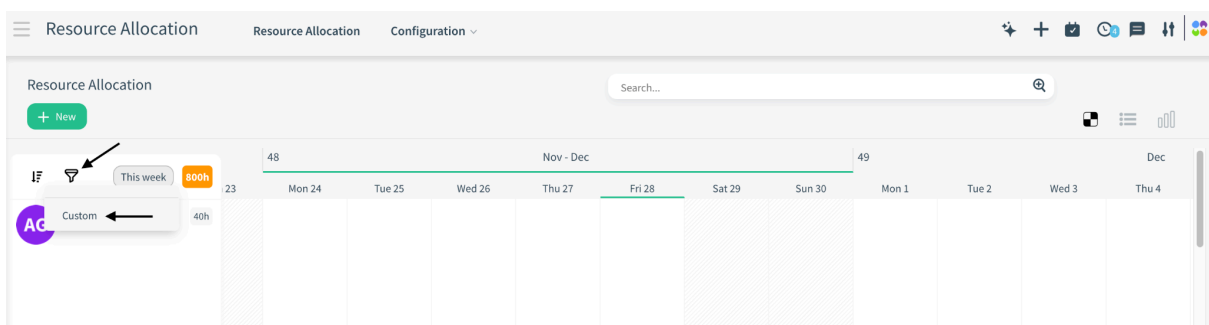 Resource Allocation
Resource Allocation
Configuration
4
Resource Allocation
Search...
+ New
48 Nov - Dec 49 Dec
This week 800h
23 Mon 24 Tue 25 Wed 26 Thu 27 Fri 28 Sat 29 Sun 30 Mon 1 Tue 2 Wed 3 Thu 4
Custom 40h
AG